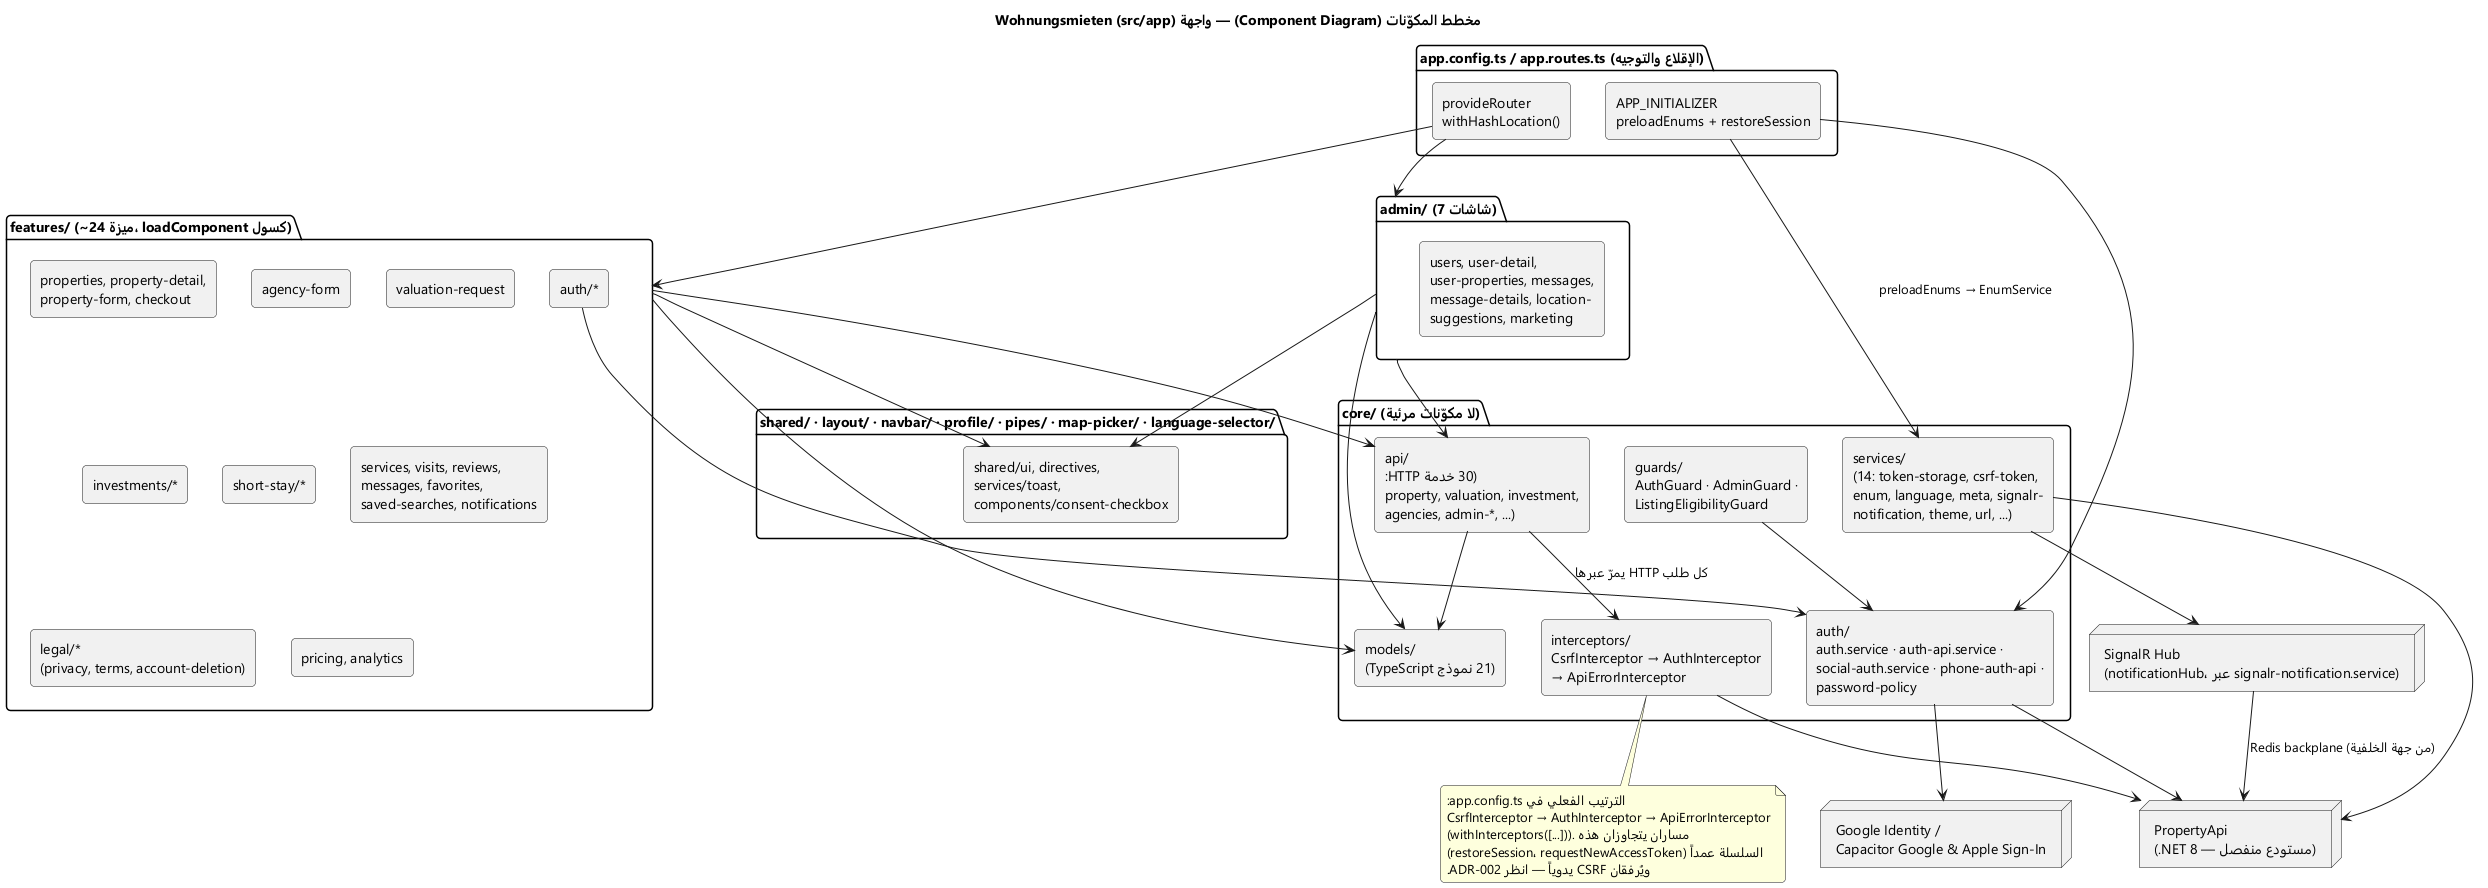 مخطط المكوّنات (Component Diagram) — واجهة Wohnungsmieten (src/app)
app.config.ts / app.routes.ts (الإقلاع والتوجيه)
provideRouter
withHashLocation()
APP_INITIALIZER
preloadEnums + restoreSession
admin/ (7 شاشات)
users, user-detail,
user-properties, messages,
message-details, location-
suggestions, marketing
preloadEnums → EnumService
features/ (~24 ميزة، loadComponent كسول)
properties, property-detail,
property-form, checkout
agency-form
valuation-request
auth/*
investments/*
short-stay/*
services, visits, reviews,
messages, favorites,
saved-searches, notifications
legal/*
(privacy, terms, account-deletion)
pricing, analytics
shared/ · layout/ · navbar/ · profile/ · pipes/ · map-picker/ · language-selector/
shared/ui, directives,
services/toast,
components/consent-checkbox
core/ (لا مكوّنات مرئية)
api/
(30 خدمة HTTP:
property, valuation, investment,
agencies, admin-*, ...)
guards/
AuthGuard · AdminGuard ·
ListingEligibilityGuard
services/
(14: token-storage, csrf-token,
enum, language, meta, signalr-
notification, theme, url, ...)
كل طلب HTTP يمرّ عبرها
models/
(21 نموذج TypeScript)
interceptors/
CsrfInterceptor → AuthInterceptor
→ ApiErrorInterceptor
auth/
auth.service · auth-api.service ·
social-auth.service · phone-auth-api ·
password-policy
SignalR Hub
(notificationHub، عبر signalr-notification.service)
Redis backplane (من جهة الخلفية)
الترتيب الفعلي في app.config.ts:
CsrfInterceptor → AuthInterceptor → ApiErrorInterceptor
(withInterceptors([...])). مساران يتجاوزان هذه
السلسلة عمداً (restoreSession، requestNewAccessToken)
ويُرفقان CSRF يدوياً — انظر ADR-002.
Google Identity /
Capacitor Google & Apple Sign-In
PropertyApi
(.NET 8 — مستودع منفصل)